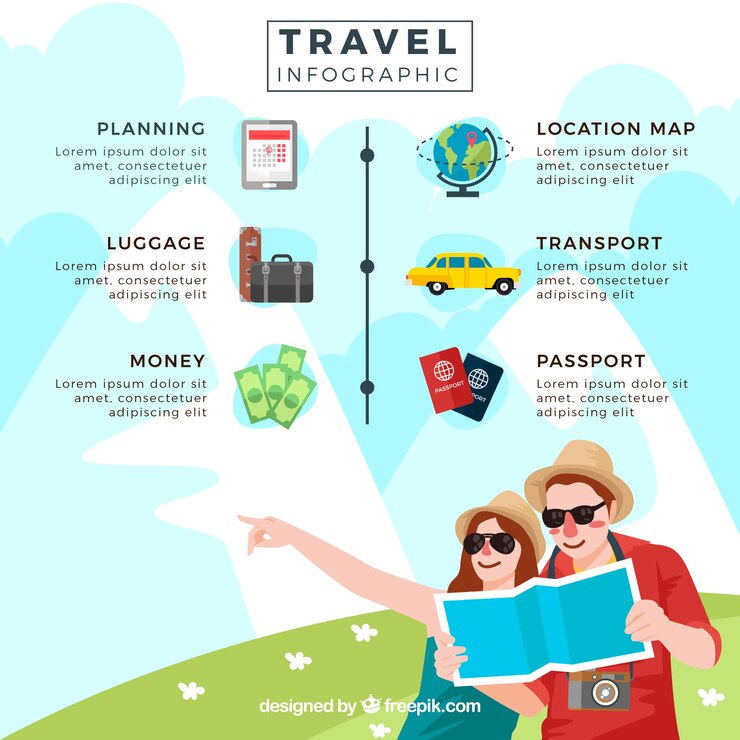 TRAVEL
INFOGRAPHIC
PLANNING
Lorem ipsum dolor sit
amet, consectetuer
adipiscing elit
LUGGAGE
Lorem ipsum dolor sit
amet, consectetuer
adipiscing elit
MONEY
Lorem ipsum dolor sit
amet, consectetuer
adipiscing elit
LOCATION MAP
Lorem ipsum dolor sit
amet, consectetuer
adipiscing elit
TRANSPORT
Lorem ipsum dolor sit
amet, consectetuer
adipiscing elit
PASSPORT
Lorem ipsum dolor sit
amet, consectetuer
adipiscing elit
PASSPORT
PORT
designed by freepik.com